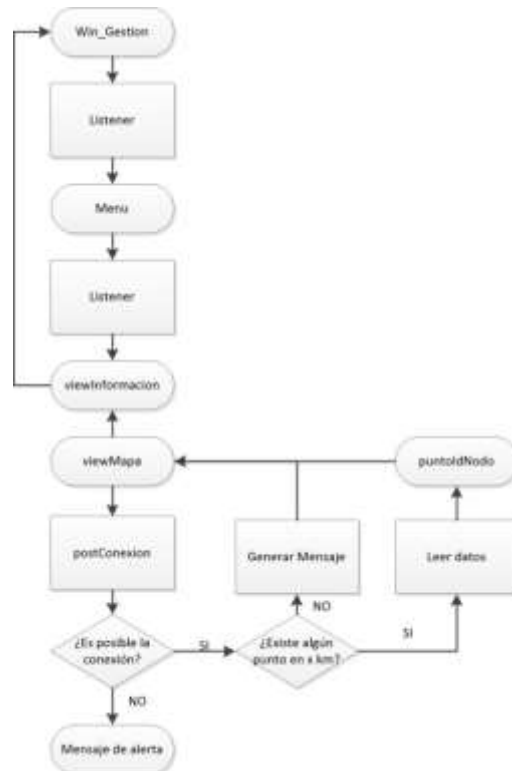 Win_Gestion
Listener
Menu
Listener
viewInformacion
viewMapa
puntoIdNodo
postConexion
Generar Mensaje
Leer datos
NO
SI
¿Es posible la
conexión?
SI
¿Existe algún
punto en x km?
NO
Mensaje de alerta